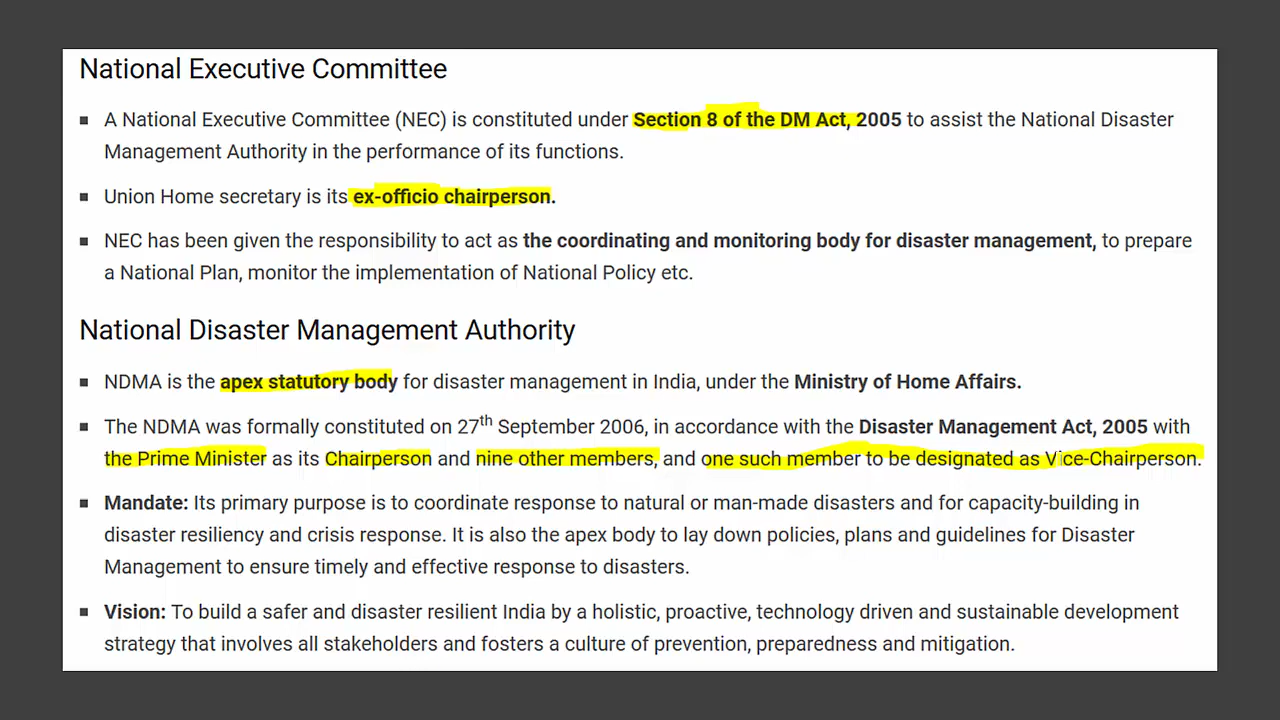 National Executive Committee
▪ A National Executive Committee (NEC) is constituted under Section 8 of the DM Act, 2005 to assist the National Disaster
Management Authority in the performance of its functions.
▪ Union Home secretary is its ex-officio chairperson.
▪ NEC has been given the responsibility to act as the coordinating and monitoring body for disaster management, to prepare
a National Plan, monitor the implementation of National Policy etc.
National Disaster Management Authority
▪ NDMA is the apex statutory body for disaster management in India, under the Ministry of Home Affairs.
▪ The NDMA was formally constituted on 27th September 2006, in accordance with the Disaster Management Act, 2005 with
the Prime Minister as its Chairperson and nine other members, and one such member to be designated as Vice-Chairperson.
▪ Mandate: Its primary purpose is to coordinate response to natural or man-made disasters and for capacity-building in
disaster resiliency and crisis response. It is also the apex body to lay down policies, plans and guidelines for Disaster
Management to ensure timely and effective response to disasters.
▪ Vision: To build a safer and disaster resilient India by a holistic, proactive, technology driven and sustainable development
strategy that involves all stakeholders and fosters a culture of prevention, preparedness and mitigation.